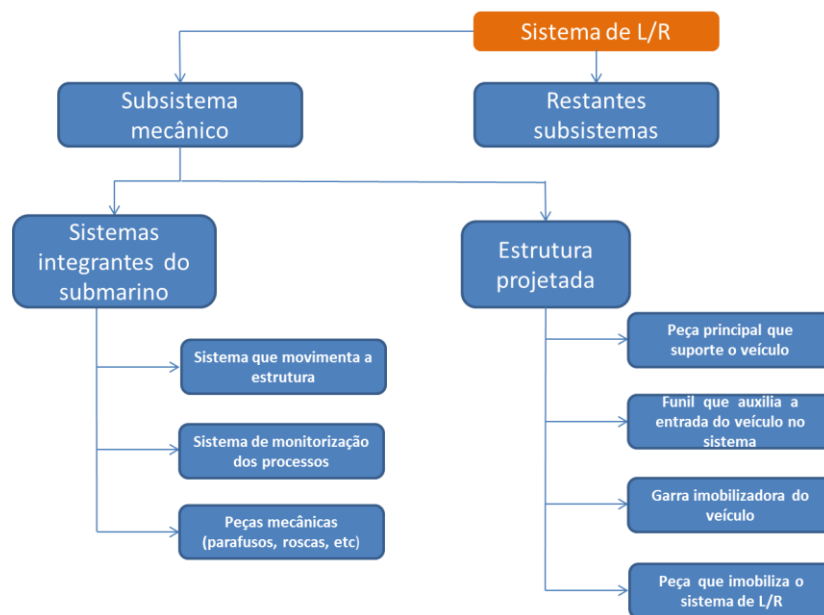 Sistema de L/R
Subsistema
mecânico
Restantes
subsistemas
Sistemas
integrantes do
submarino
Estrutura
projetada
Sistema que movimenta a
estrutura
Sistema de monitorização
dos processos
Peças mecânicas
(parafusos, roscas, etc)
Peça principal que
suporte o veículo
Funil que auxilia a
entrada do veículo no
sistema
Garra imobilizadora do
veículo
Peça que imobiliza o
sistema de L/R